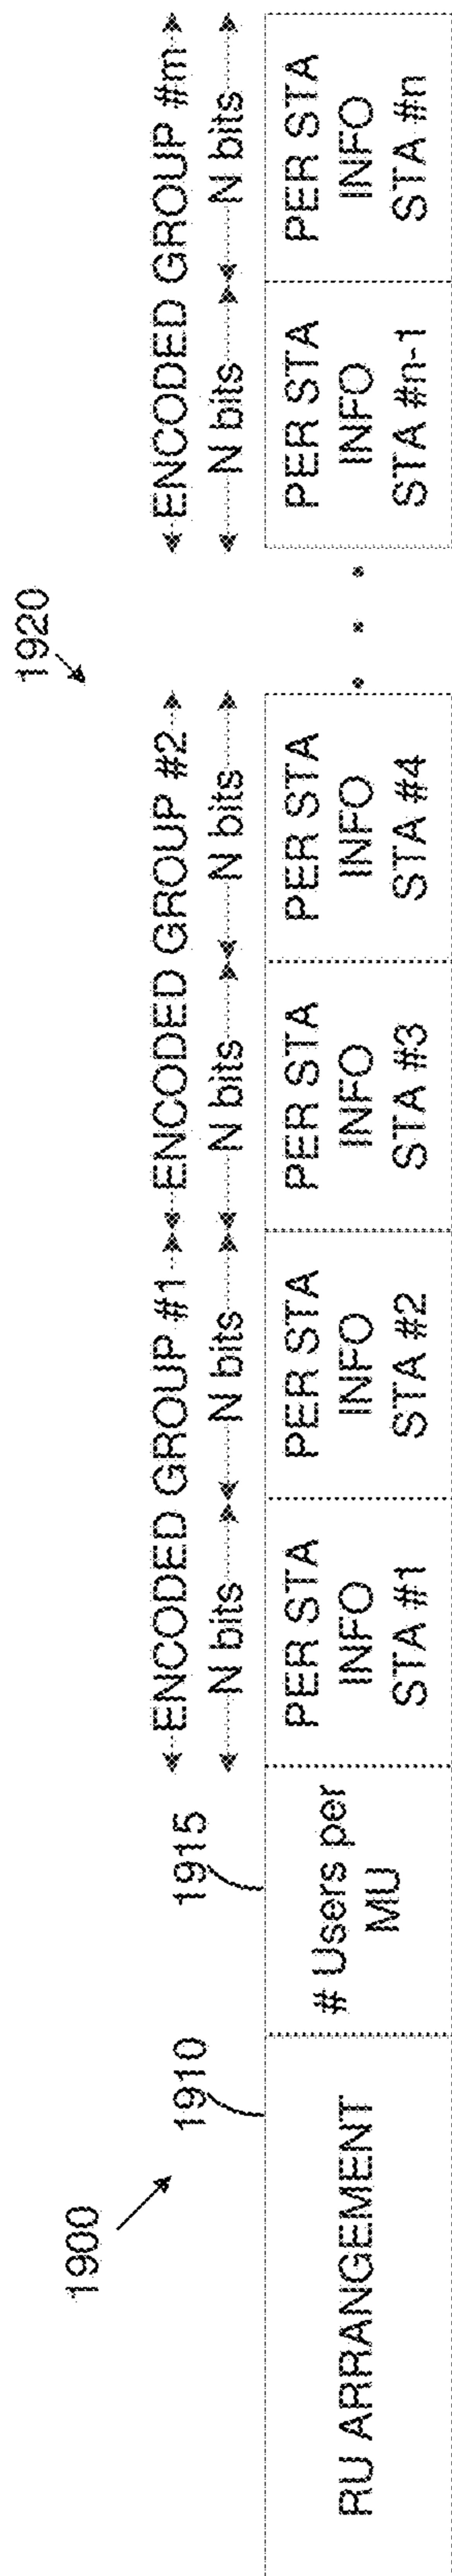 1900
1910
1915
1920
ENCODED GROUP #1
ENCODED GROUP #2
ENCODED GROUP #m
N bits
N bits
N bits
N bits
N bits
N bits
RU ARRANGEMENT
# Users per
MU
PER STA
INFO
STA #1
PER STA
INFO
STA #2
PER STA
INFO
STA #3
PER STA
INFO
STA #4
PER STA
INFO
STA #n-1
PER STA
INFO
STA #n